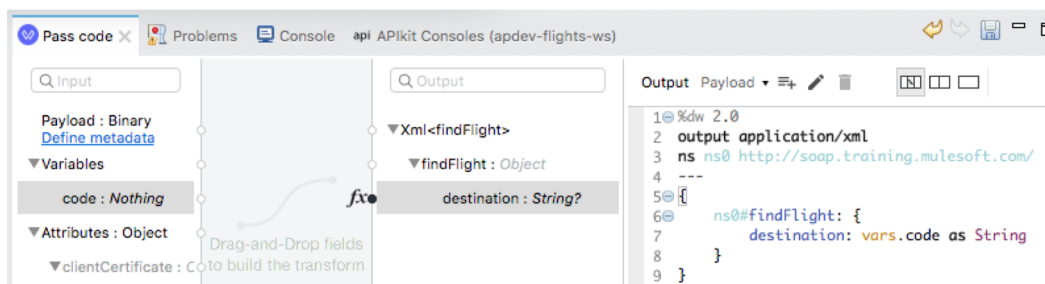 Pass code Problems Console api APIkit Consoles (apdev-flights-ws)
Input
Payload : Binary
Define metadata
Variables
code : Nothing
Attributes : Object
clientCertificate : C
Drag-and-Drop fields
to build the transform
fx
Output
Xml<findFlight>
findFlight : Object
destination : String?
Output Payload
1 %dw 2.0
2 output application/xml
3 ns ns0 http://soap.training.mulesoft.com/
4 ---
5 {
6 ns0#findFlight: {
7 destination: vars.code as String
8 }
9 }